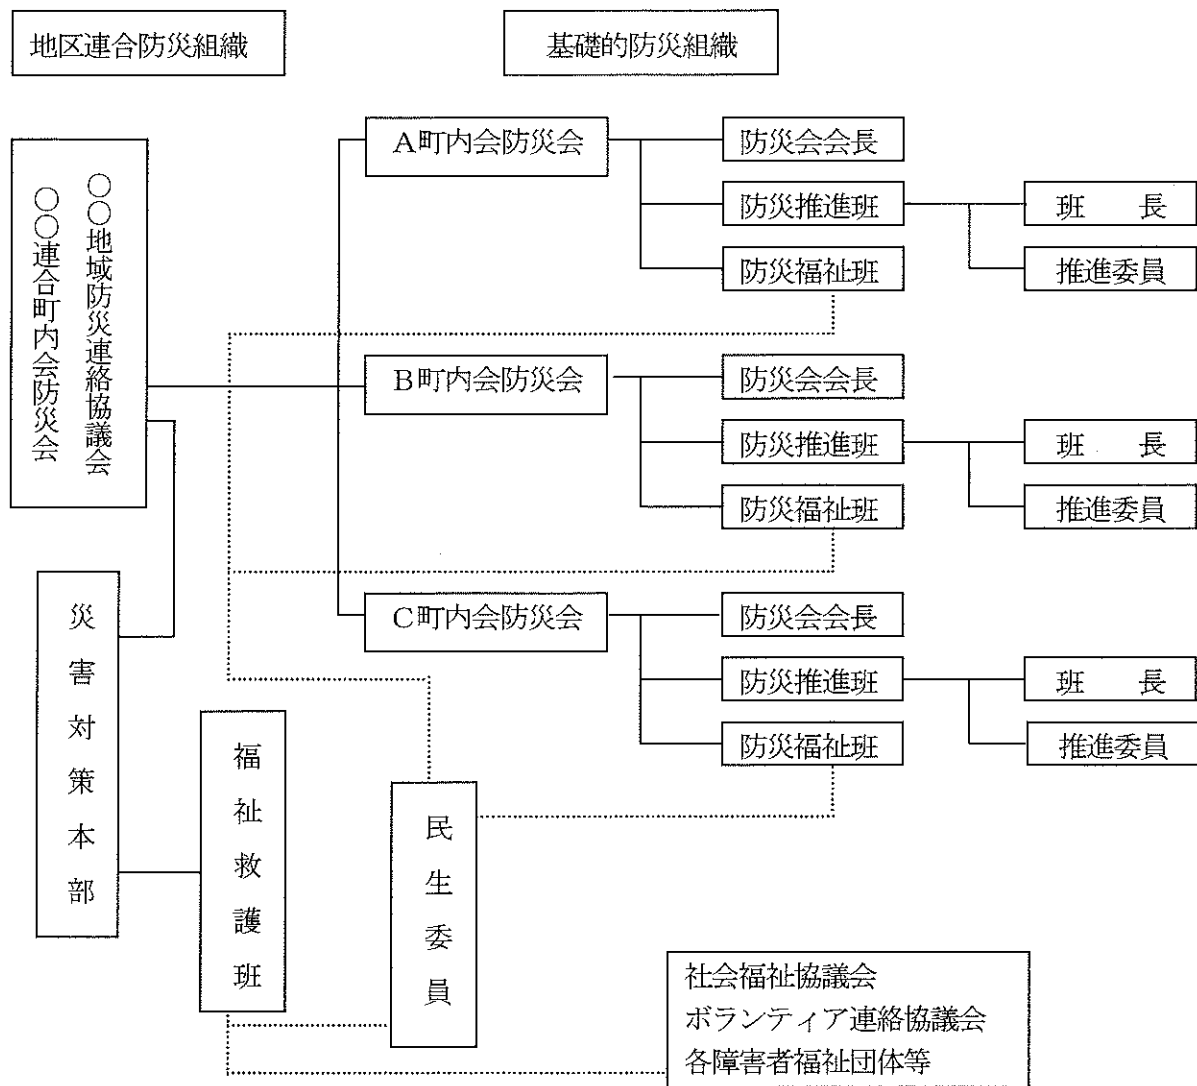 地区連合防災組織
基礎的防災組織
〇〇地域防災連絡協議会
〇〇連合町内会防災会
A町内会防災会
防災会会長
防災推進班
班　長
防災福祉班
推進委員
B町内会防災会
防災会会長
防災推進班
班　長
防災福祉班
推進委員
C町内会防災会
防災会会長
防災推進班
班　長
防災福祉班
推進委員
災害対策本部
福祉救護班
民生委員
社会福祉協議会
ボランティア連絡協議会
各障害者福祉団体等